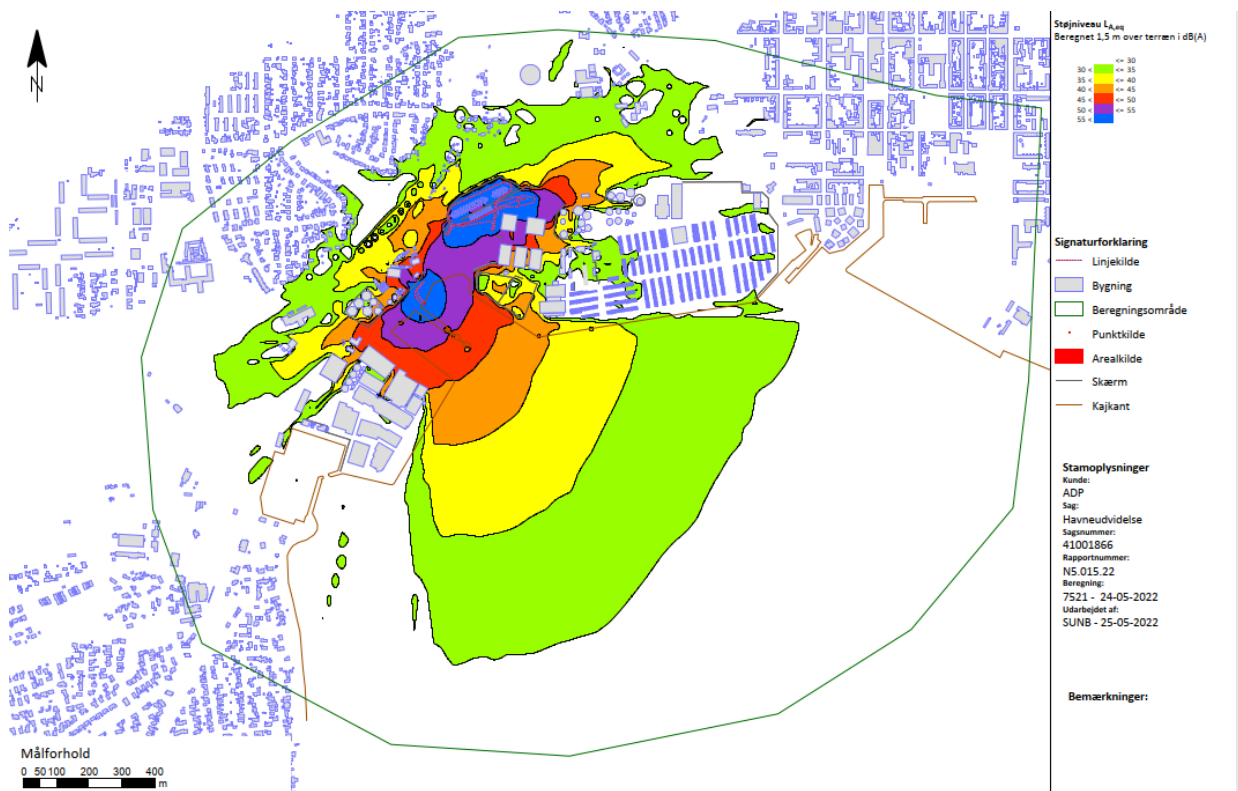 N
Støjniveau LA,eq
Beregnet 1,5 m over terræn i dB(A)
<= 30
30 < <= 35
35 < <= 40
40 < <= 45
45 < <= 50
50 < <= 55
55 <
Signaturforklaring
Linjekilde
Bygning
Beregningsområde
Punktkilde
Arealkilde
Skærm
Kajkant
Stamoplysninger
Kunde:
ADP
Sag:
Havneudvidelse
Sagsnummer:
41001866
Rapportnummer:
N5.015.22
Beregning:
7521 - 24-05-2022
Udarbejdet af:
SUNB - 25-05-2022
Bemærkninger:
Målforhold
0 50 100 200 300 400
m